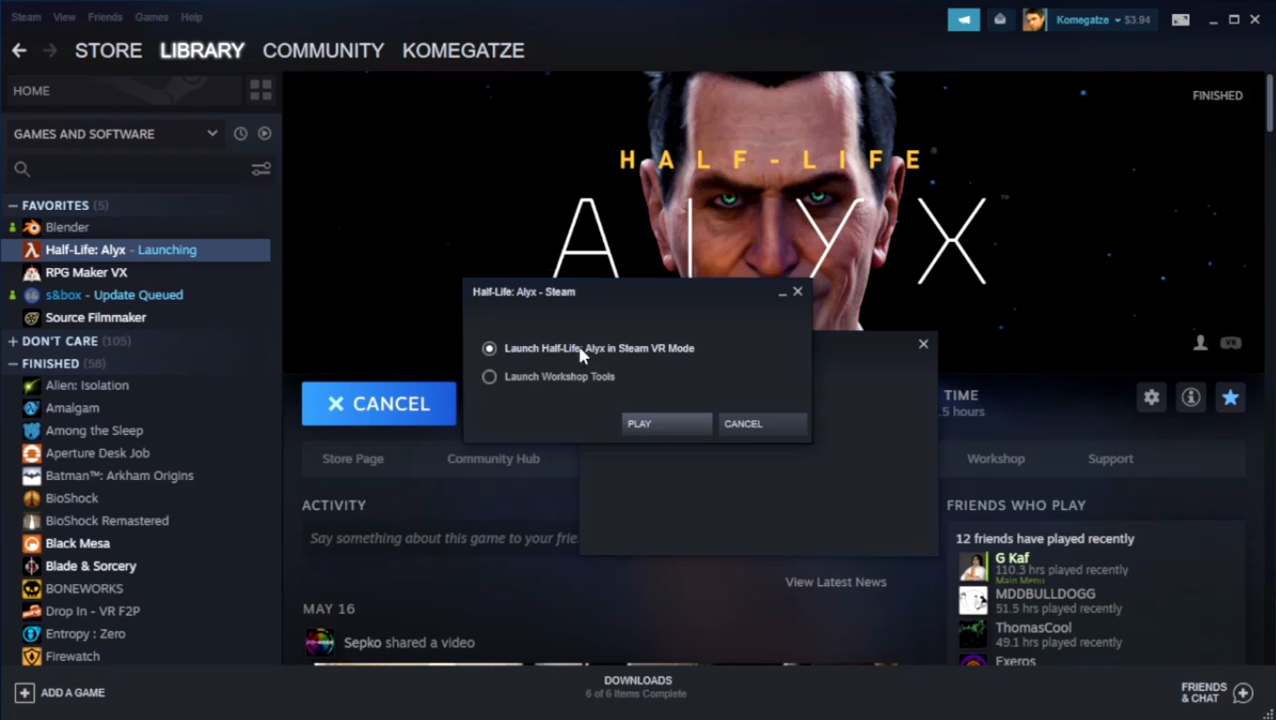 Steam View Friends Games Help
Komegatze $3.94
STORE LIBRARY COMMUNITY KOMEGATZE
HOME
GAMES AND SOFTWARE
FAVORITES (5)
Blender
Half-Life: Alyx - Launching
RPG Maker VX
s&box - Update Queued
Source Filmmaker
DON'T CARE (105)
FINISHED (58)
Alien: Isolation
Amalgam
Among the Sleep
Aperture Desk Job
Batman™: Arkham Origins
BioShock
BioShock Remastered
Black Mesa
Blade & Sorcery
BONEWORKS
Drop In - VR F2P
Entropy : Zero
Firewatch
ADD A GAME
FINISHED
HALF-LIFE
ALYX
Half-Life: Alyx - Steam
Launch Half-Life: Alyx in Steam VR Mode
Launch Workshop Tools
PLAY CANCEL
CANCEL
TIME
.5 hours
Store Page Community Hub Workshop Support
ACTIVITY
Say something about this game to your frie
View Latest News
MAY 16
Sepko shared a video
FRIENDS WHO PLAY
12 friends have played recently
G Kaf
110.3 hrs played recently
Main Menu
MDDBULLDOGG
51.5 hrs played recently
ThomasCool
49.1 hrs played recently
Exeros
DOWNLOADS
6 of 6 Items Complete
FRIENDS
& CHAT